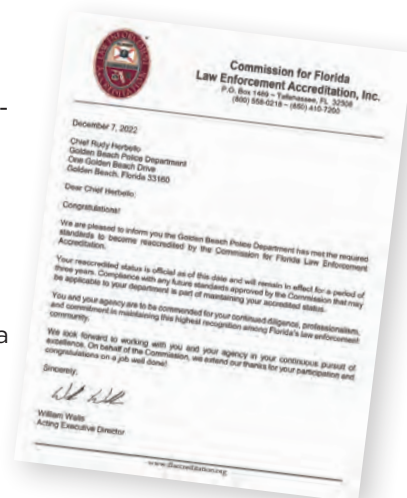 Commission for Florida
Law Enforcement Accreditation, Inc.
P.O. Box 1489 – Tallahassee, FL 32308
(800) 558-0218 – (850) 410-7200
December 7, 2022
Chief Rudy Herbello
Golden Beach Police Department
One Golden Beach Drive
Golden Beach, Florida 33160
Dear Chief Herbello:
Congratulations!
We are pleased to inform you the Golden Beach Police Department has met the required
standards to become reaccredited by the Commission for Florida Law Enforcement
Accreditation.
Your reaccredited status is official as of this date and will remain in effect for a period of
three years. Compliance with any future standards approved by the Commission that may
be applicable to your department is part of maintaining your accredited status.
You and your agency are to be commended for your continued diligence, professionalism,
and commitment in maintaining this highest recognition among Florida's law enforcement
community.
We look forward to working with you and your agency in your continuous pursuit of
excellence. On behalf of the Commission, we extend our thanks for your participation and
congratulations on a job well done!
Sincerely,
William Walls
Acting Executive Director
www.flaccreditation.org
-
a